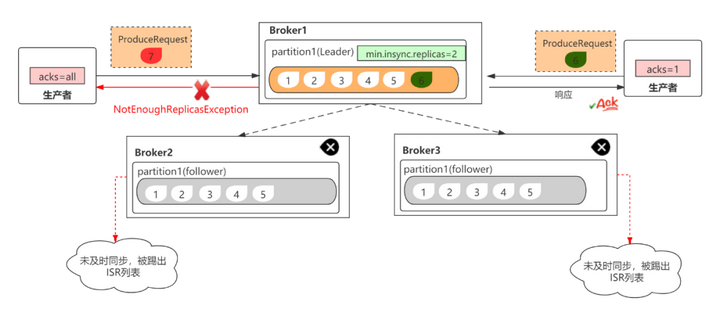 Broker1
ProduceRequest
7
partition1(Leader)
min.insync.replicas=2
ProduceRequest
6
acks=all
生产者
1 2 3 4 5 6
acks=1
生产者
响应
Ack
NotEnoughReplicasException
Broker2
partition1(follower)
1 2 3 4 5
Broker3
partition1(follower)
1 2 3 4 5
未及时同步，被踢出
ISR列表
未及时同步，被踢出
ISR列表